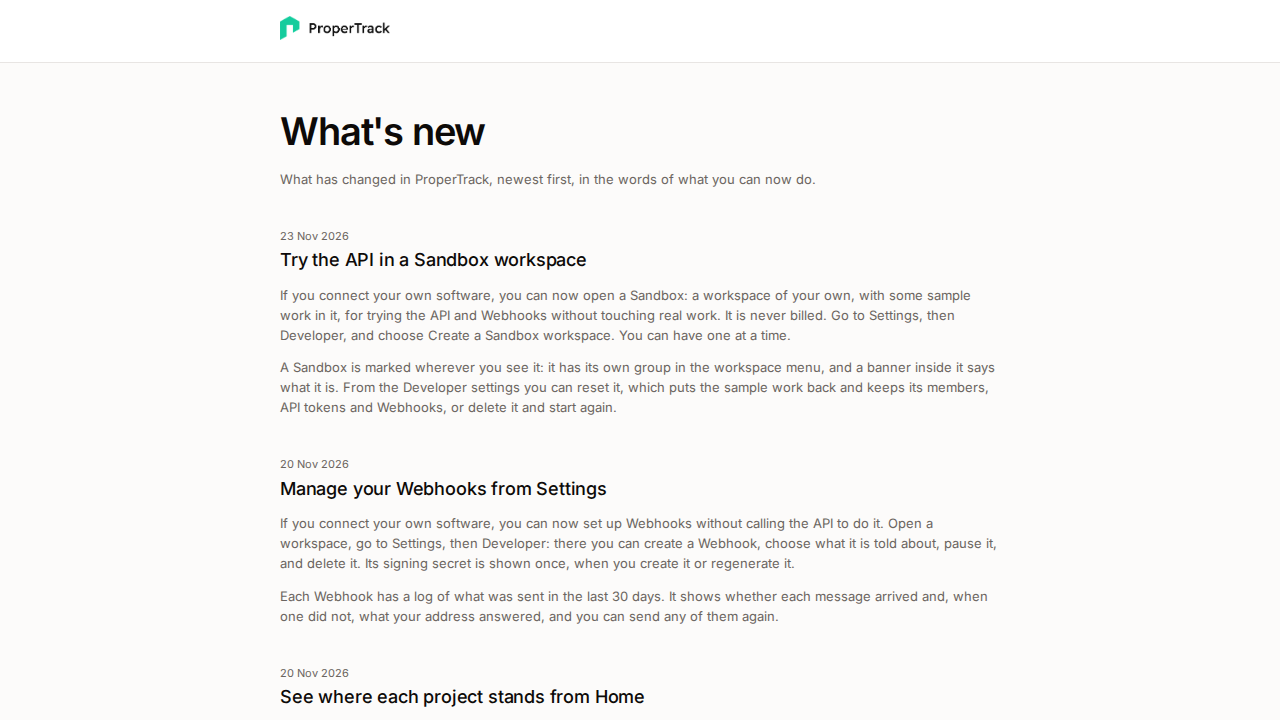 ProperTrack
What's new
What has changed in ProperTrack, newest first, in the words of what you can now do.
23 Nov 2026
Try the API in a Sandbox workspace
If you connect your own software, you can now open a Sandbox: a workspace of your own, with some sample
work in it, for trying the API and Webhooks without touching real work. It is never billed. Go to Settings, then
Developer, and choose Create a Sandbox workspace. You can have one at a time.
A Sandbox is marked wherever you see it: it has its own group in the workspace menu, and a banner inside it says
what it is. From the Developer settings you can reset it, which puts the sample work back and keeps its members,
API tokens and Webhooks, or delete it and start again.
20 Nov 2026
Manage your Webhooks from Settings
If you connect your own software, you can now set up Webhooks without calling the API to do it. Open a
workspace, go to Settings, then Developer: there you can create a Webhook, choose what it is told about, pause it,
and delete it. Its signing secret is shown once, when you create it or regenerate it.
Each Webhook has a log of what was sent in the last 30 days. It shows whether each message arrived and, when
one did not, what your address answered, and you can send any of them again.
20 Nov 2026
See where each project stands from Home